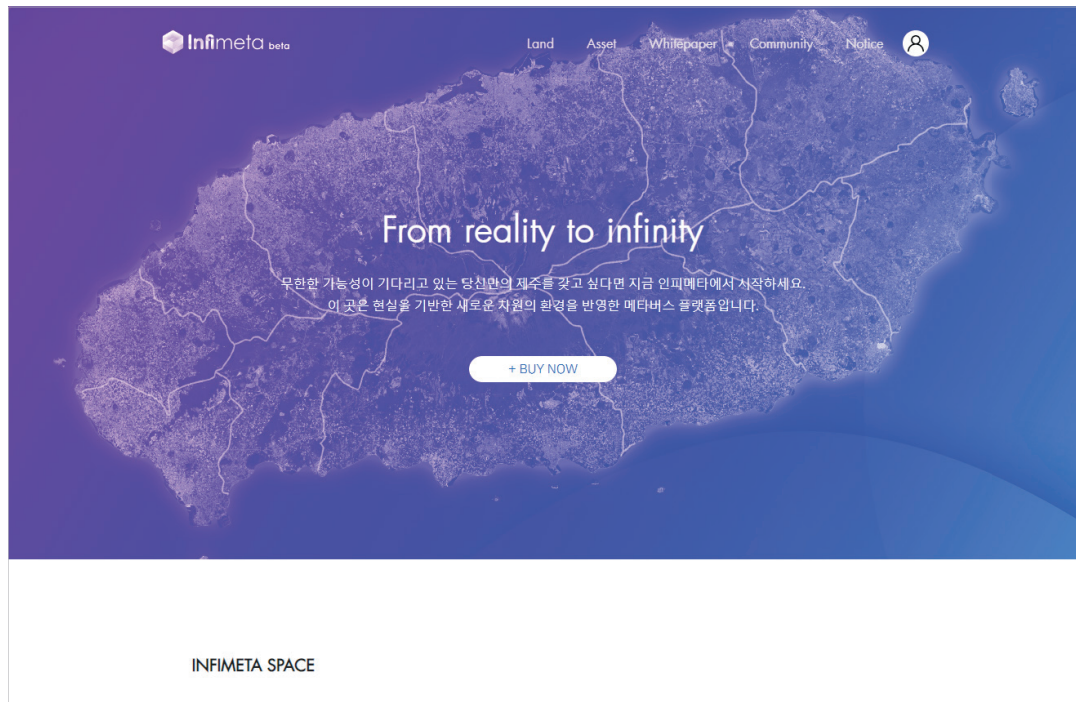 Infimeta beta
Land Asset Whitepaper Community Notice
From reality to infinity
무한한 가능성이 기다리고 있는 당신만의 제주를 갖고 싶다면 지금 인피메타에서 시작하세요.
이 곳은 현실을 기반한 새로운 차원의 환경을 반영한 메타버스 플랫폼입니다.
+ BUY NOW
INFIMETA SPACE